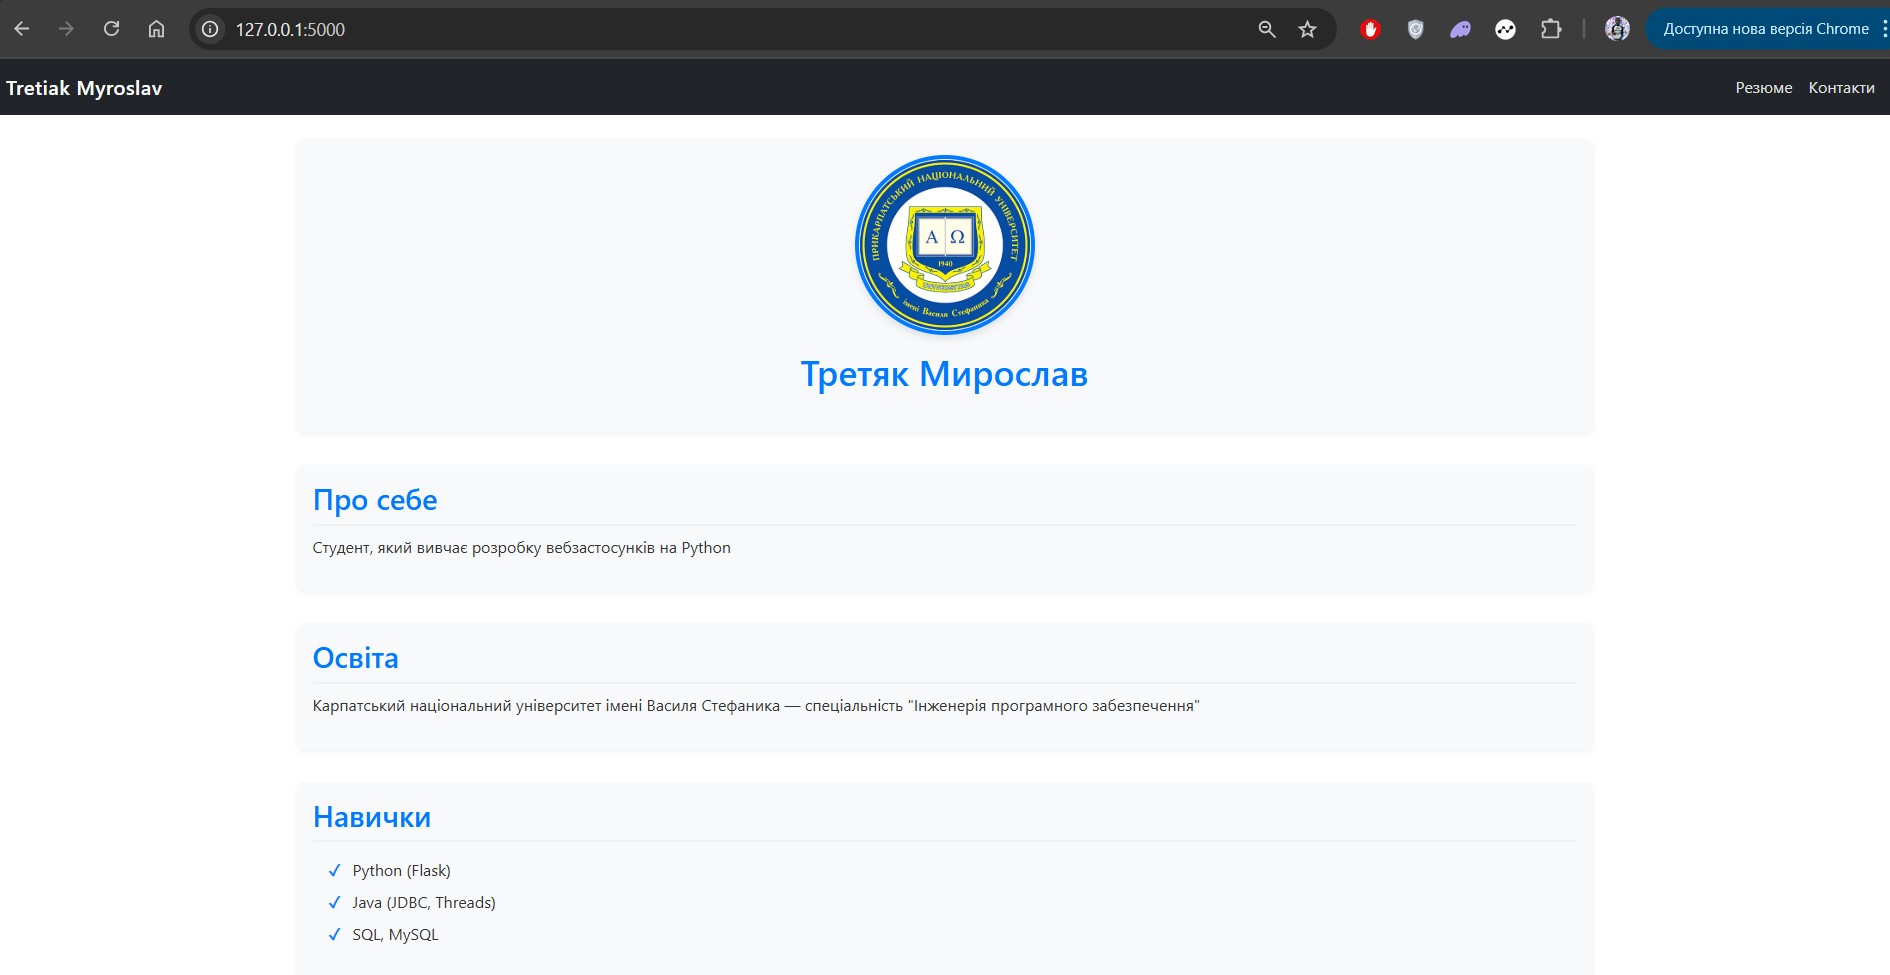 127.0.0.1:5000
Доступна нова версія Chrome
Tretiak Myroslav
Резюме Контакти
ПРИКАРПАТСЬКИЙ НАЦІОНАЛЬНИЙ УНІВЕРСИТЕТ
Α Ω
1940
імені Василя Стефаника
Третяк Мирослав
Про себе
Студент, який вивчає розробку вебзастосунків на Python
Освіта
Карпатський національний університет імені Василя Стефаника — спеціальність "Інженерія програмного забезпечення"
Навички
✓ Python (Flask)
✓ Java (JDBC, Threads)
✓ SQL, MySQL